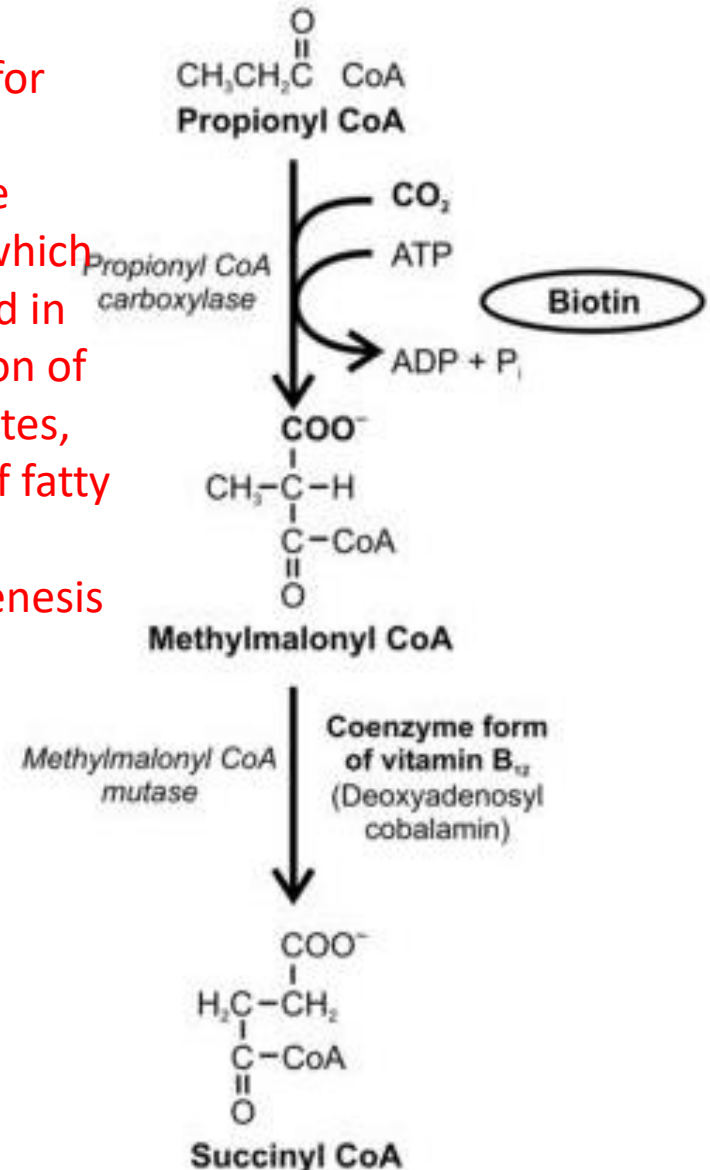 for
e
which
d in
on of
tes,
f fatty
enesis
O
CH₃CH₂C CoA
Propionyl CoA
CO₂
Propionyl CoA
carboxylase
ATP
Biotin
ADP + Pᵢ
COO⁻
CH₃–C–H
C–CoA
O
Methylmalonyl CoA
Methylmalonyl CoA
mutase
Coenzyme form
of vitamin B₁₂
(Deoxyadenosyl
cobalamin)
COO⁻
H₂C–CH₂
C–CoA
O
Succinyl CoA